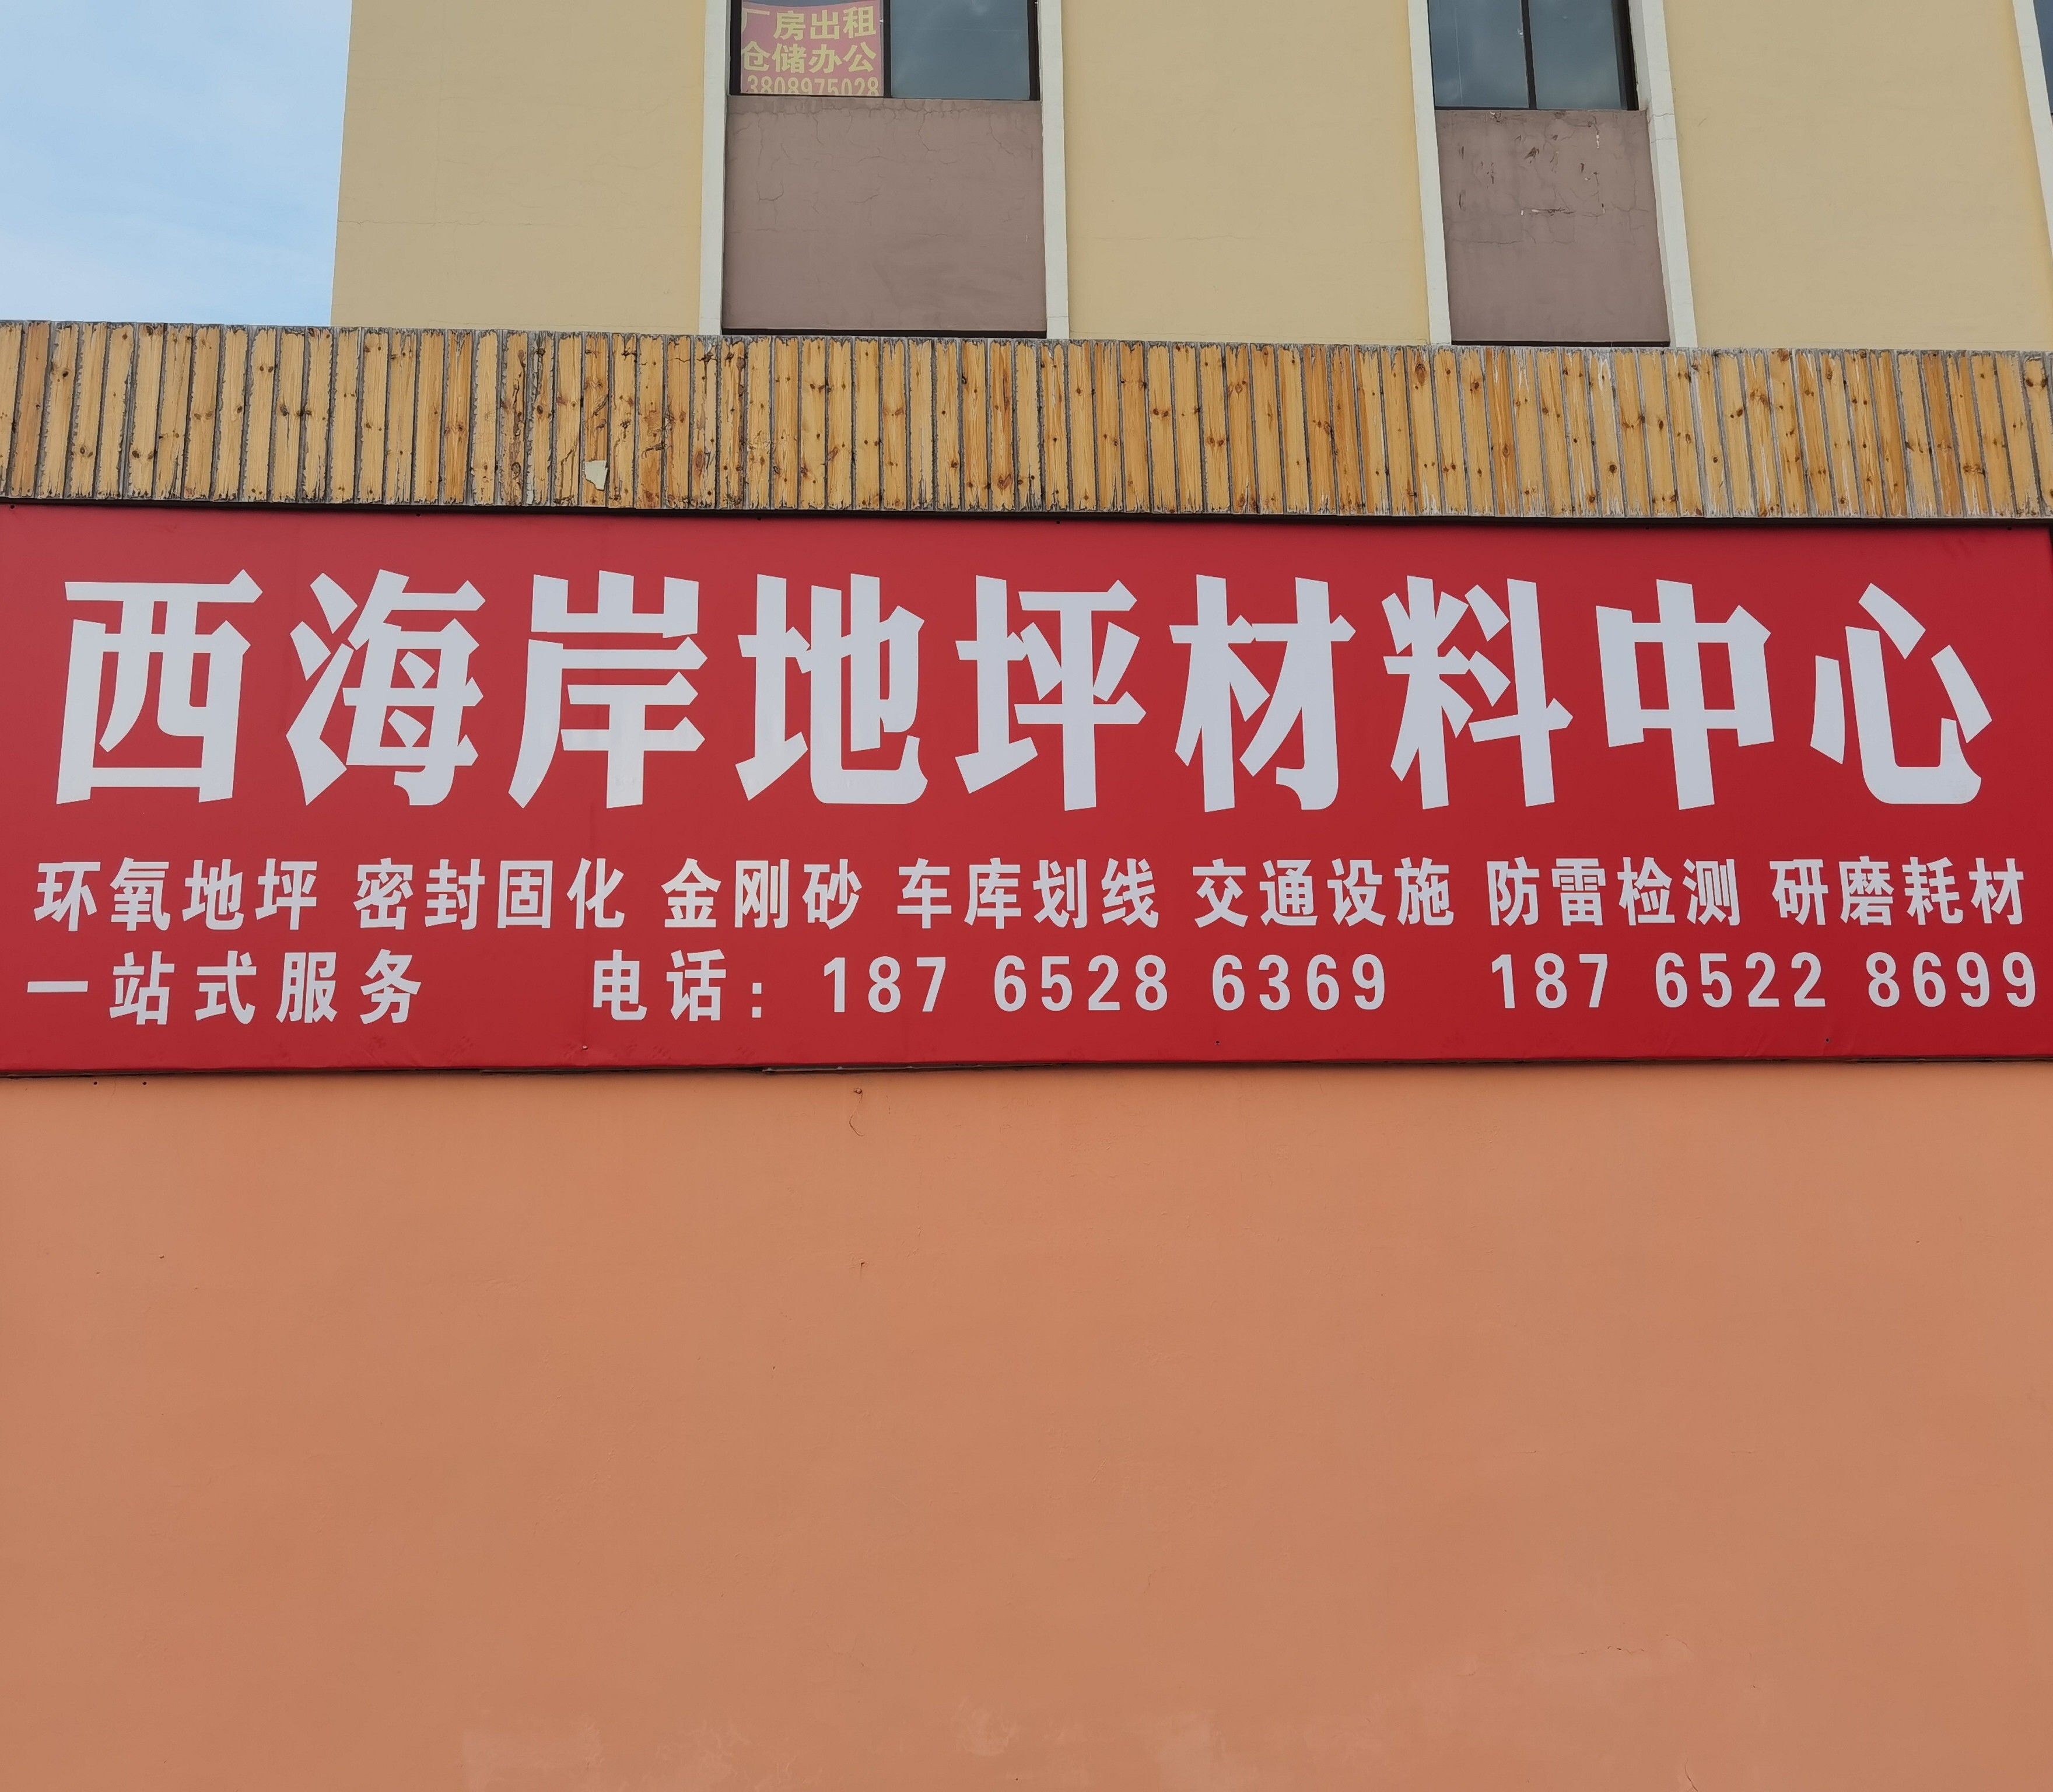 厂房出租
仓储办公
3808975028
西海岸地坪材料中心
环氧地坪 密封固化 金刚砂 车库划线 交通设施 防雷检测 研磨耗材
一站式服务 电话: 187 6528 6369 187 6522 8699